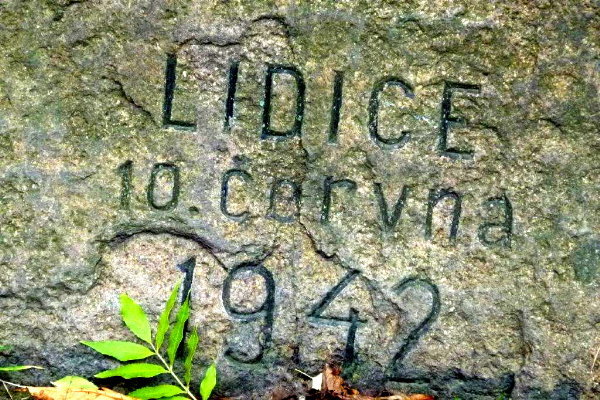 LIDICE
10. června
1942